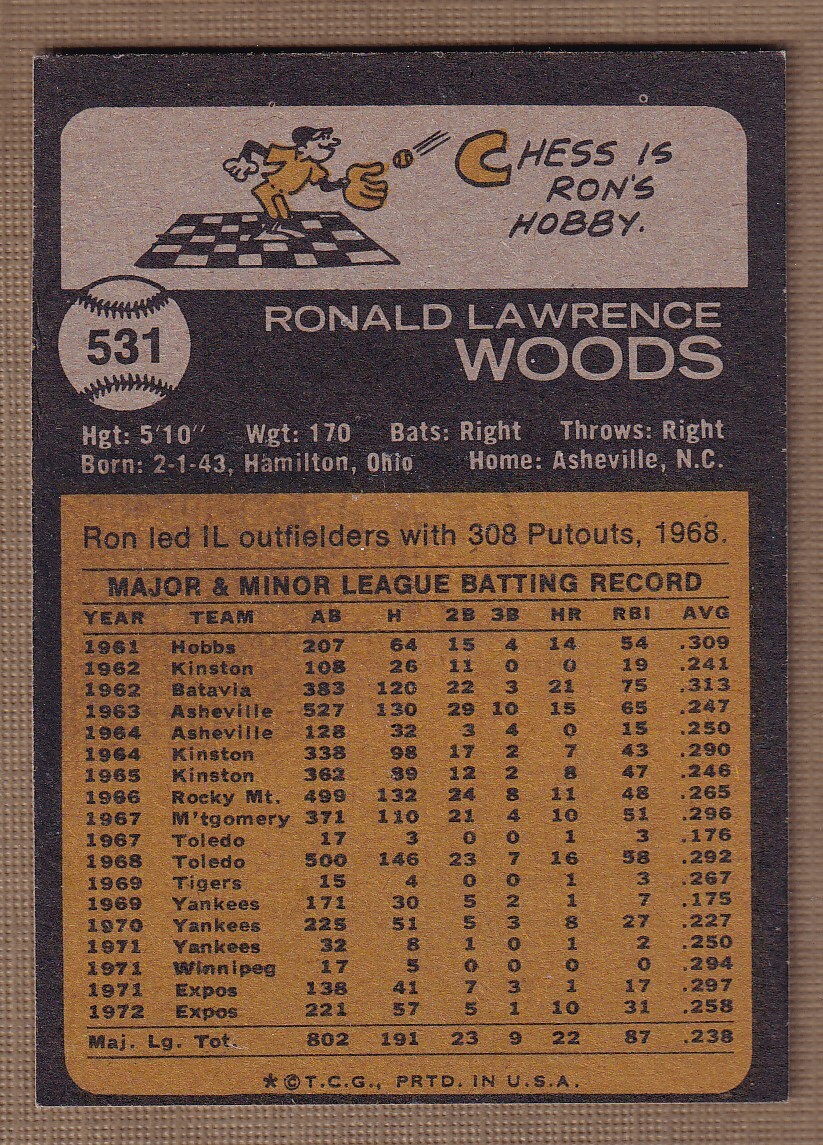 CHESS IS
RON'S
HOBBY.
531
RONALD LAWRENCE
WOODS
Hgt: 5'10" Wgt: 170 Bats: Right Throws: Right
Born: 2-1-43, Hamilton, Ohio Home: Asheville, N.C.
Ron led IL outfielders with 308 Putouts, 1968.
MAJOR & MINOR LEAGUE BATTING RECORD
YEAR TEAM AB H 2B 3B HR RBI AVG
1961 Hobbs 207 64 15 4 14 54 .309
1962 Kinston 108 26 11 0 0 19 .241
1962 Batavia 383 120 22 3 21 75 .313
1963 Asheville 527 130 29 10 15 65 .247
1964 Asheville 128 32 3 4 0 15 .250
1964 Kinston 338 98 17 2 7 43 .290
1965 Kinston 362 89 12 2 8 47 .246
1966 Rocky Mt. 499 132 24 8 11 48 .265
1967 M'tgomery 371 110 21 4 10 51 .296
1967 Toledo 17 3 0 0 1 3 .176
1968 Toledo 500 146 23 7 16 58 .292
1969 Tigers 15 4 0 0 1 3 .267
1969 Yankees 171 30 5 2 1 7 .175
1970 Yankees 225 51 5 3 8 27 .227
1971 Yankees 32 8 1 0 1 2 .250
1971 Winnipeg 17 5 0 0 0 0 .294
1971 Expos 138 41 7 3 1 17 .297
1972 Expos 221 57 5 1 10 31 .258
Maj. Lg. Tot. 802 191 23 9 22 87 .238
*©T.C.G., PRTD. IN U.S.A.